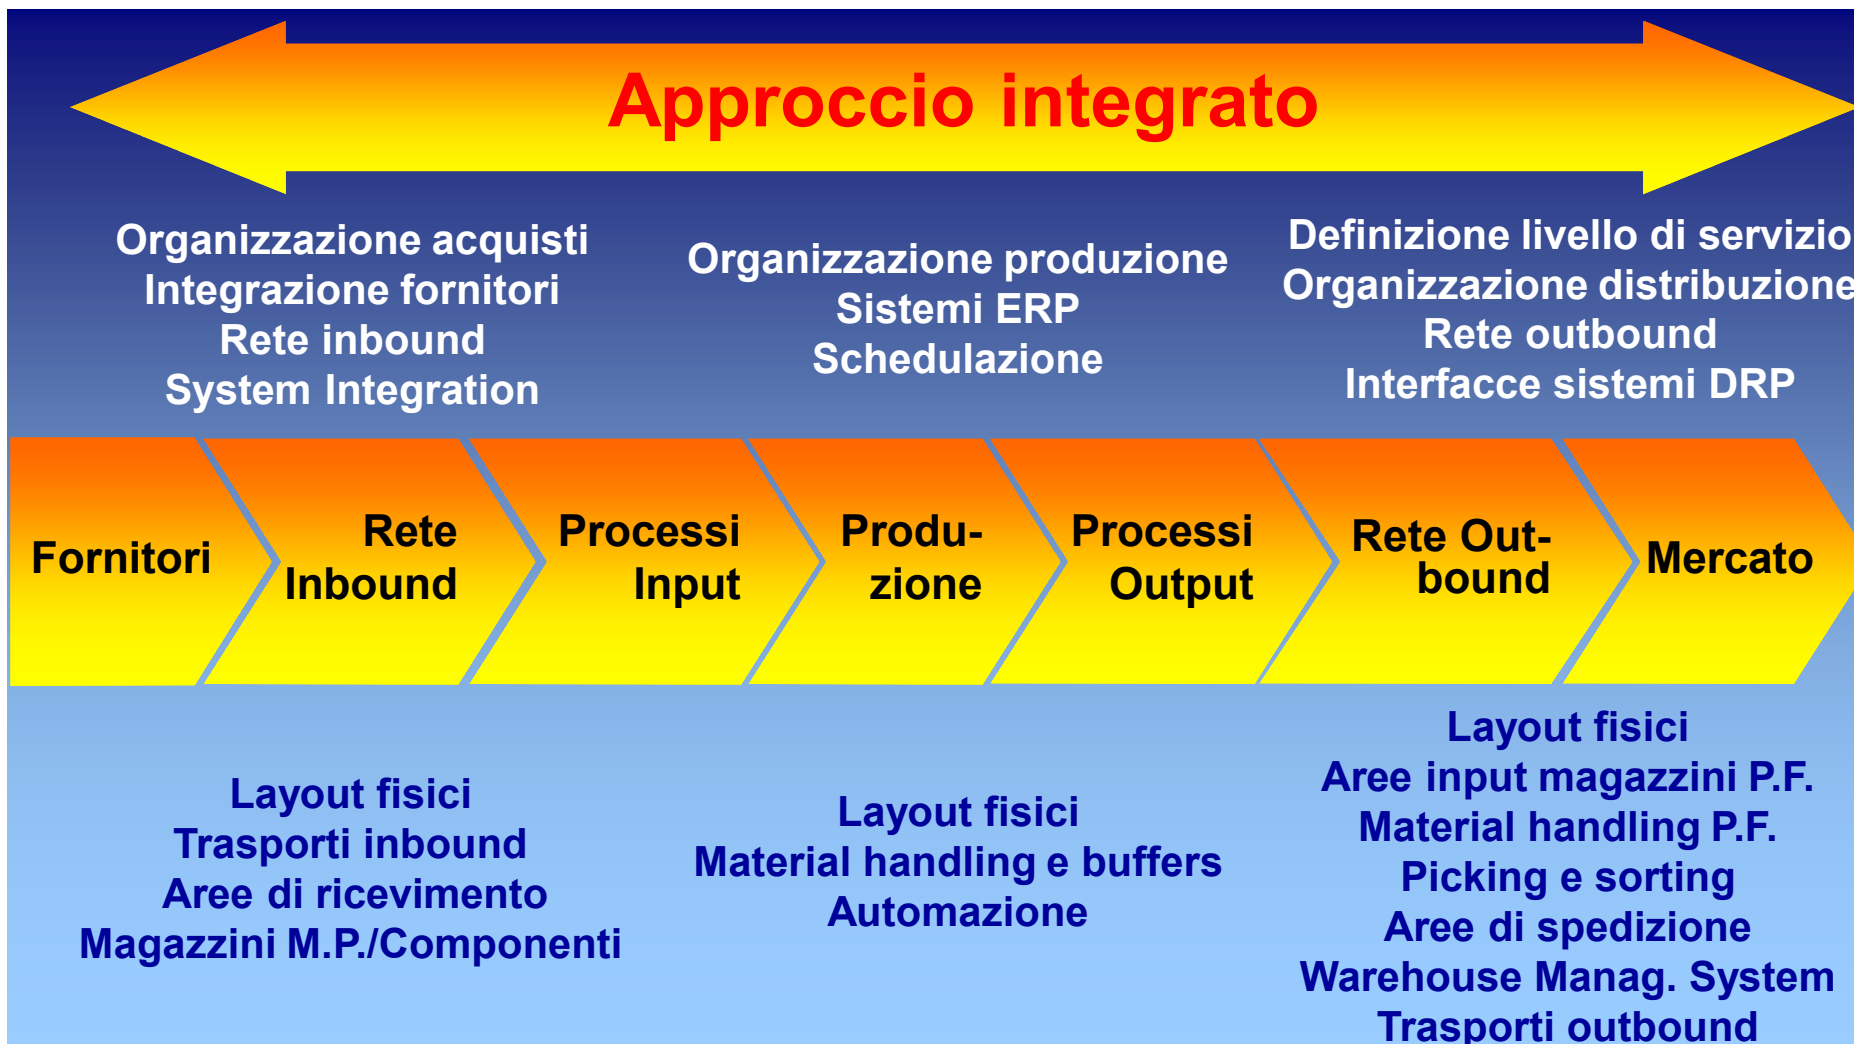 Approccio integrato
Organizzazione acquisti
Integrazione fornitori
Rete inbound
System Integration
Organizzazione produzione
Sistemi ERP
Schedulazione
Definizione livello di servizio
Organizzazione distribuzione
Rete outbound
Interfacce sistemi DRP
Fornitori
Rete
Inbound
Processi
Input
Produ-
zione
Processi
Output
Rete Out-
bound
Mercato
Layout fisici
Trasporti inbound
Aree di ricevimento
Magazzini M.P./Componenti
Layout fisici
Material handling e buffers
Automazione
Layout fisici
Aree input magazzini P.F.
Material handling P.F.
Picking e sorting
Aree di spedizione
Warehouse Manag. System
Trasporti outbound